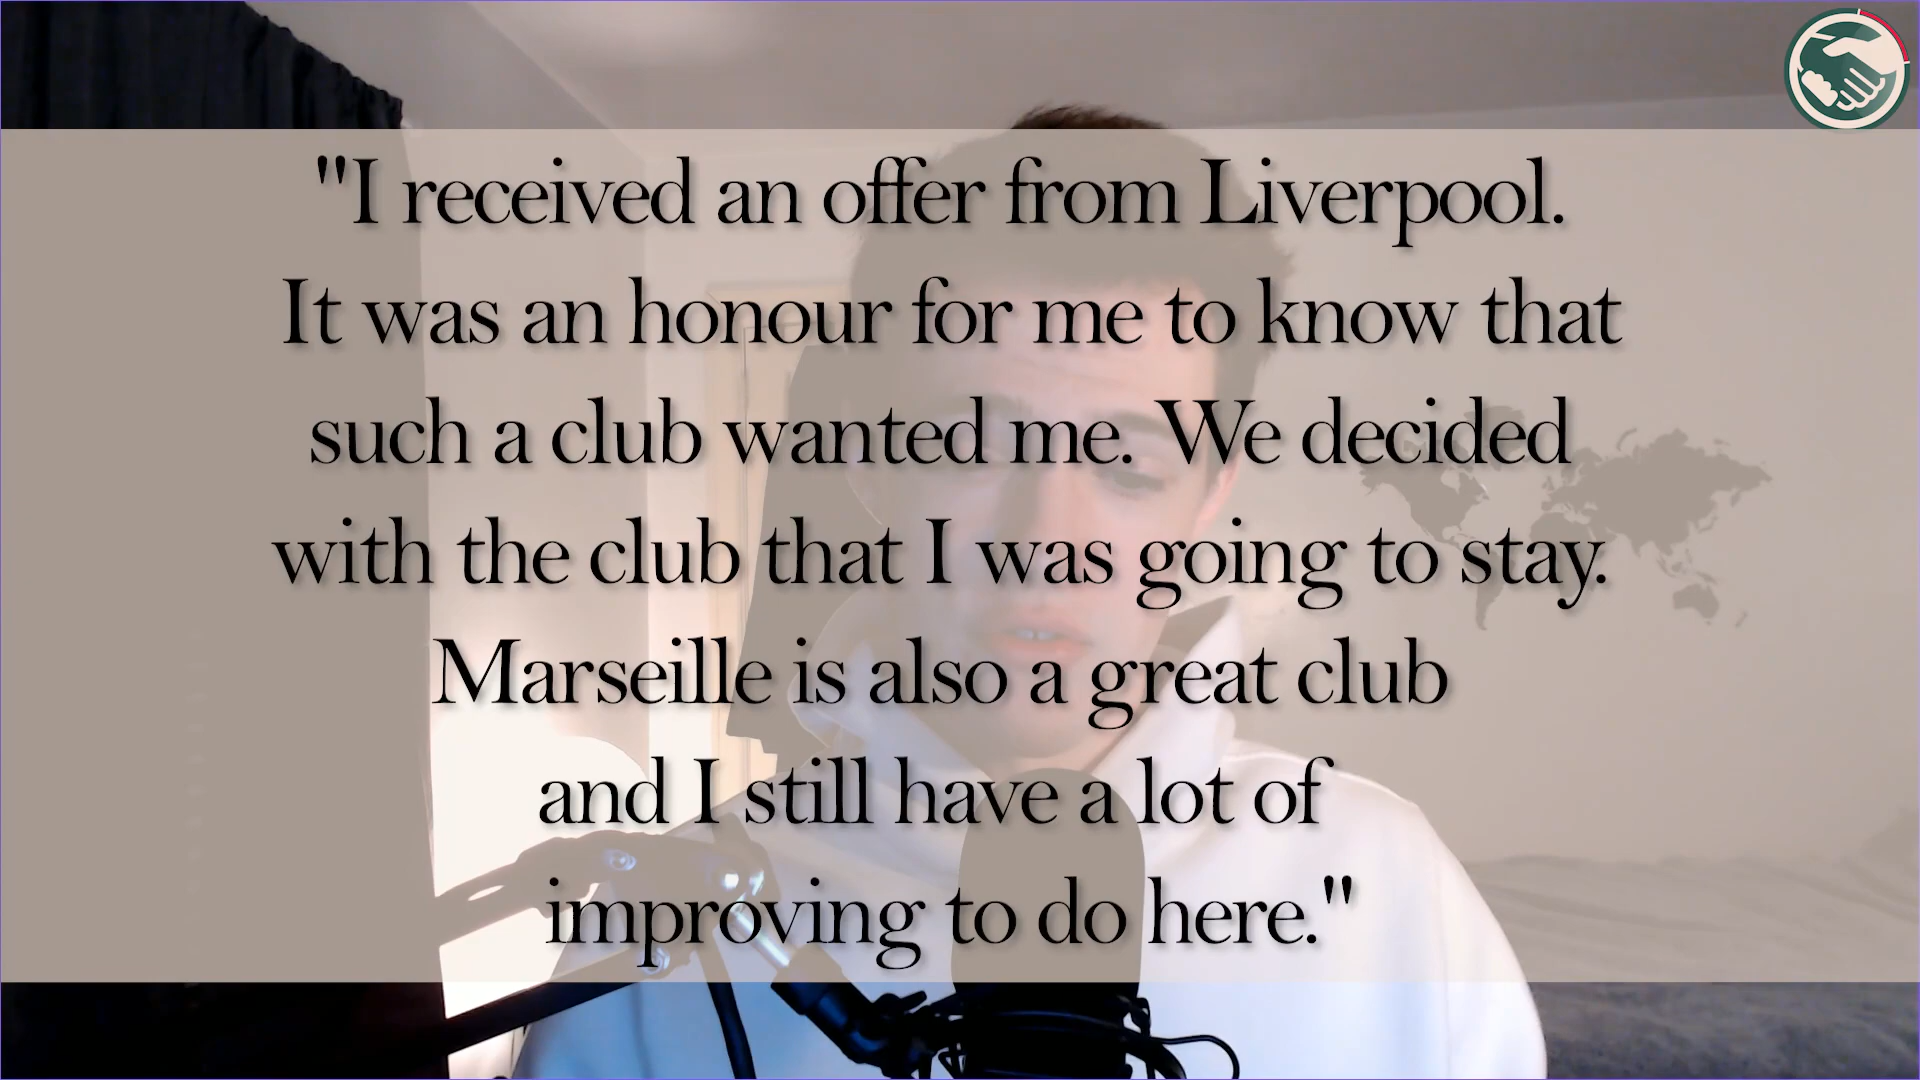 "I received an offer from Liverpool.
It was an honour for me to know that
such a club wanted me. We decided
with the club that I was going to stay.
Marseille is also a great club
and I still have a lot of
improving to do here."